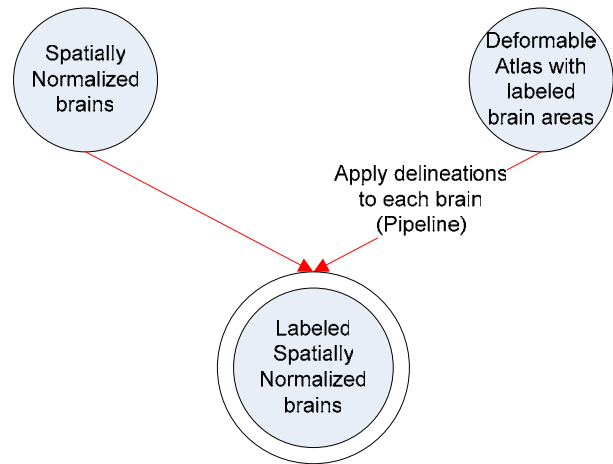 Spatially
Normalized
brains
Deformable
Atlas with
labeled
brain areas
Apply delineations
to each brain
(Pipeline)
Labeled
Spatially
Normalized
brains